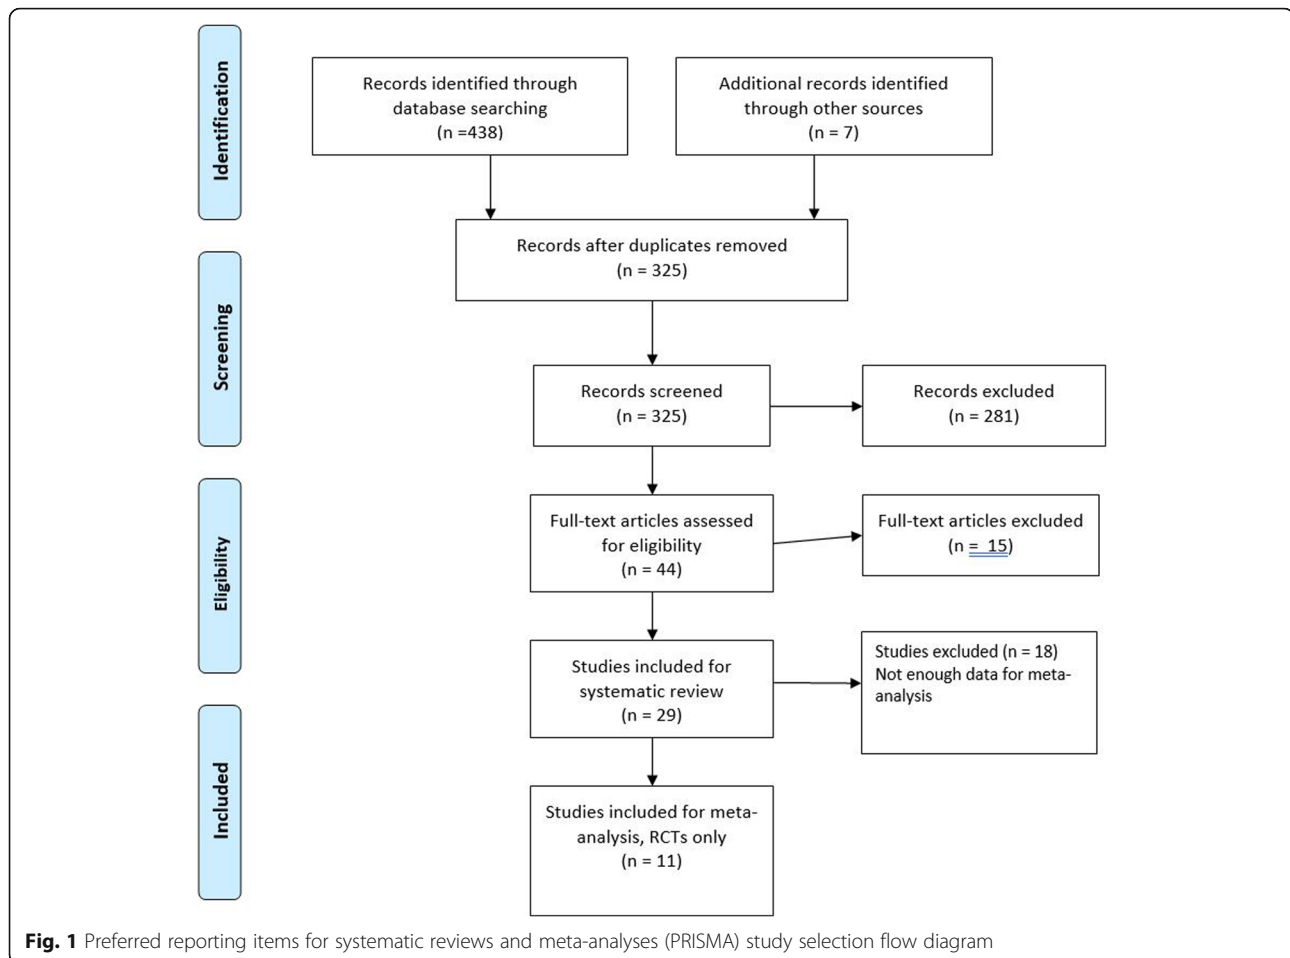 Identification
Records identified through
database searching
(n =438)
Additional records identified
through other sources
(n = 7)
Records after duplicates removed
(n = 325)
Screening
Records screened
(n = 325)
Records excluded
(n = 281)
Eligibility
Full-text articles assessed
for eligibility
(n = 44)
Full-text articles excluded
(n = 15)
Studies included for
systematic review
(n = 29)
Studies excluded (n = 18)
Not enough data for meta-
analysis
Included
Studies included for meta-
analysis, RCTs only
(n = 11)
Fig. 1 Preferred reporting items for systematic reviews and meta-analyses (PRISMA) study selection flow diagram